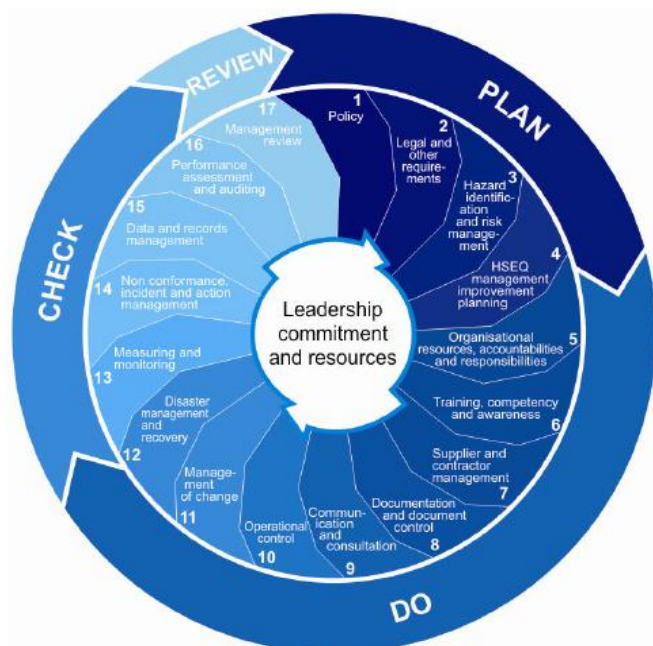 PLAN
DO
CHECK
REVIEW
1
Policy
2
Legal and
other
require-
ments
3
Hazard
identific-
ation
and risk
manage-
ment
4
HSEQ
management
improvement
planning
5
Organisational
resources, accountabilities
and responsibilities
6
Training, competency
and awareness
7
Supplier and
contractor
management
8
Documentation
and document
control
9
Commun-
ication
and
consultation
10
Operational
control
11
Manage-
ment
of change
12
Disaster
management
and
recovery
13
Measuring and
monitoring
14
Non conformance,
incident and action
management
15
Data and records
management
16
Performance
assessment
and auditing
17
Management
review
Leadership
commitment
and resources